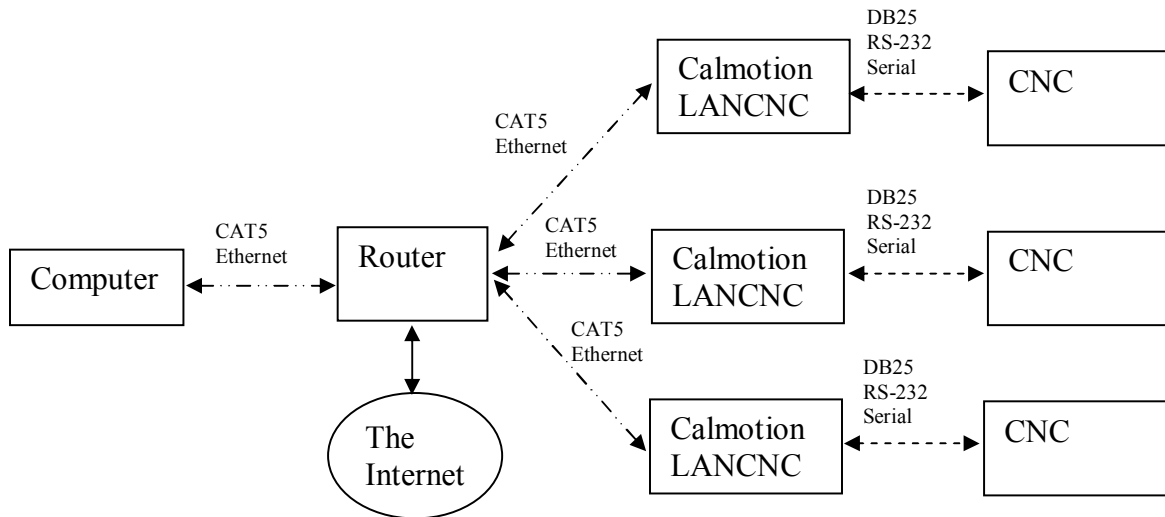 DB25
RS-232
Serial
Calmotion
LANCNC
CNC
CAT5
Ethernet
DB25
RS-232
Serial
CAT5
Ethernet
CAT5
Ethernet
Computer
Router
Calmotion
LANCNC
CNC
CAT5
Ethernet
DB25
RS-232
Serial
The
Internet
Calmotion
LANCNC
CNC